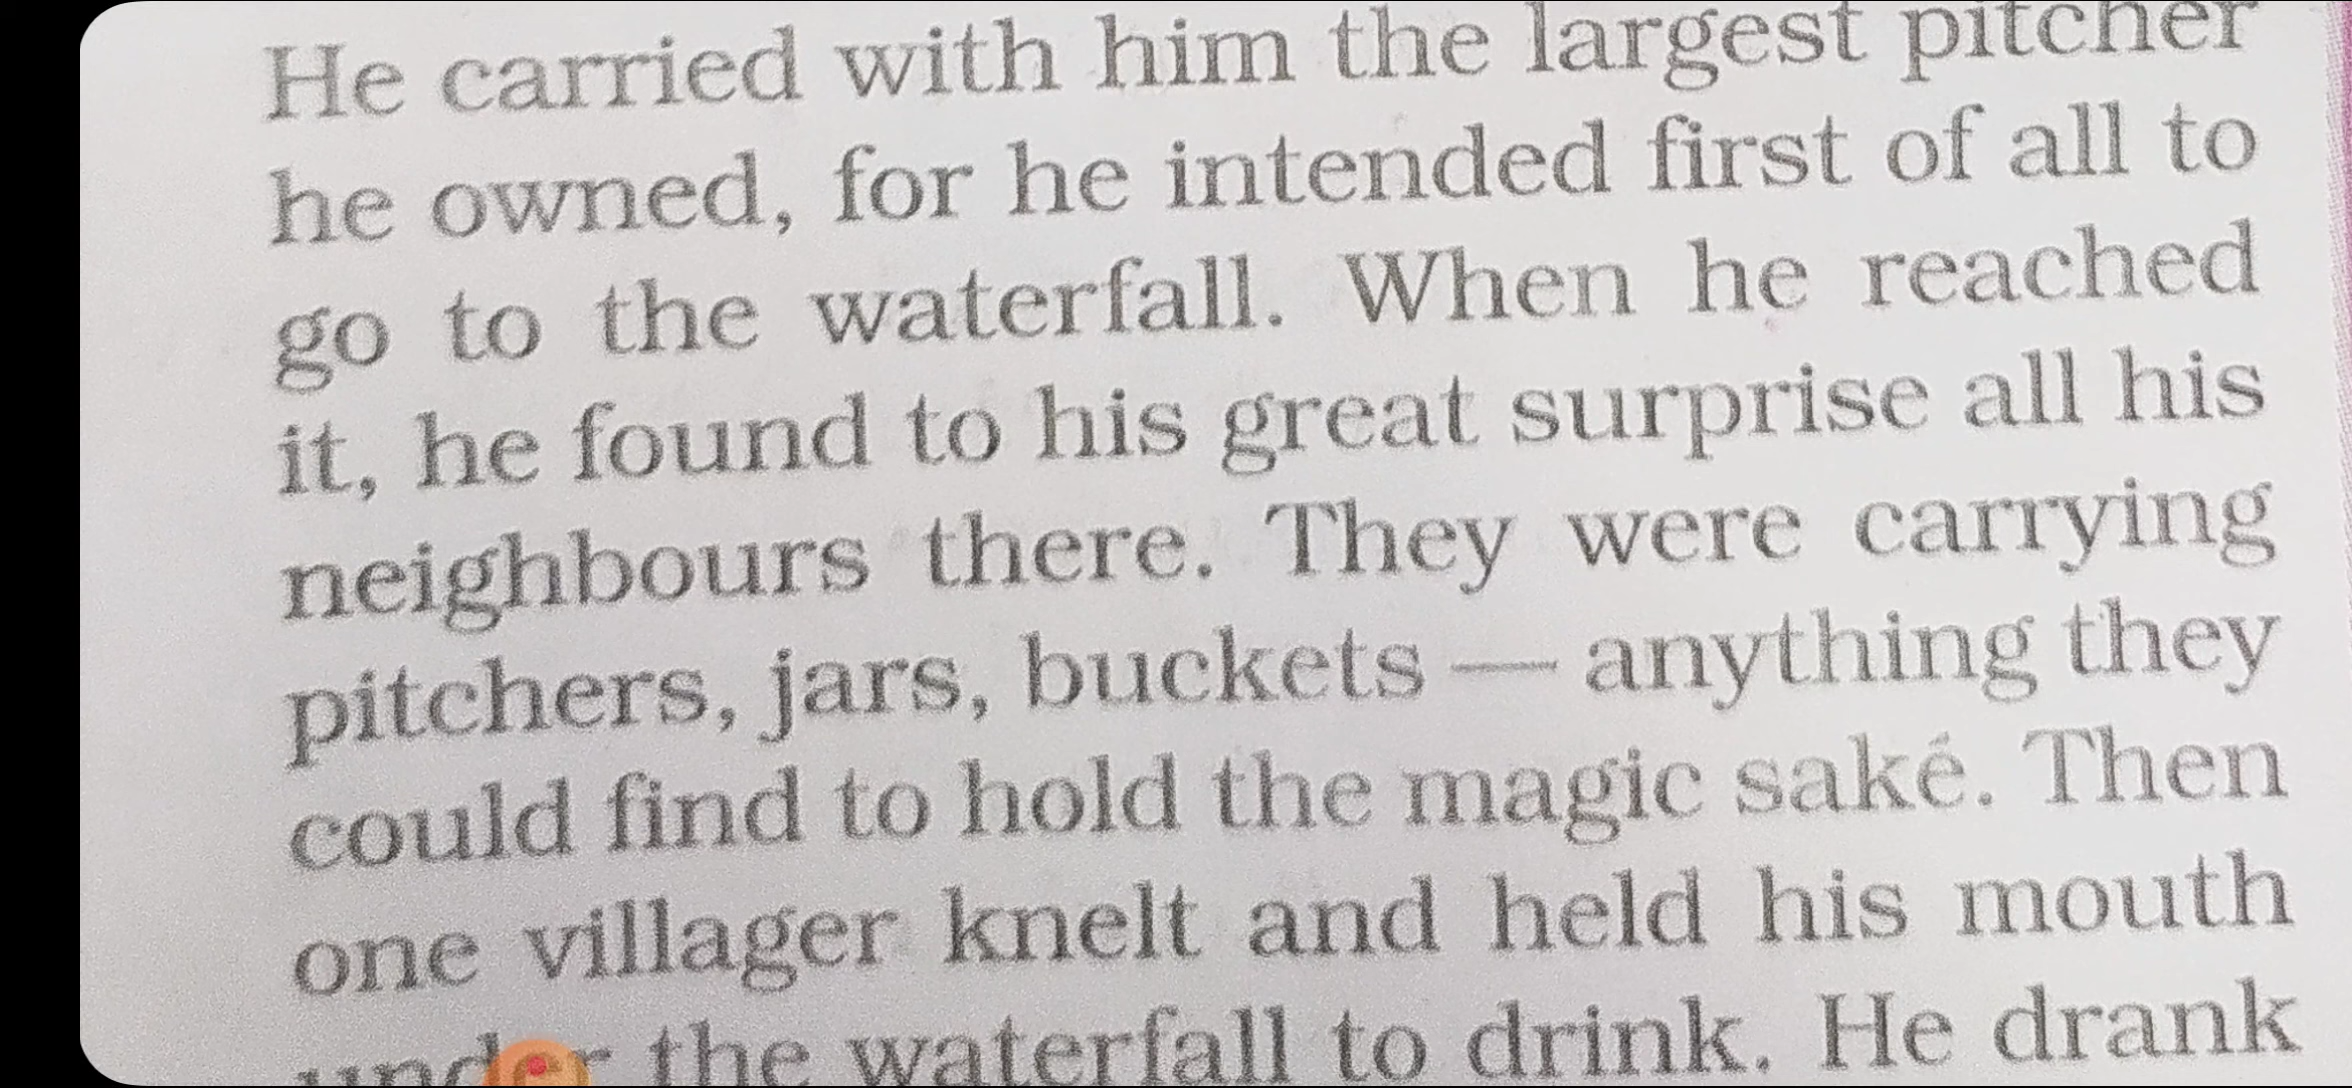 He carried with him the largest pitcher
he owned, for he intended first of all to
go to the waterfall. When he reached
it, he found to his great surprise all his
neighbours there. They were carrying
pitchers, jars, buckets — anything they
could find to hold the magic saké. Then
one villager knelt and held his mouth
under the waterfall to drink. He drank